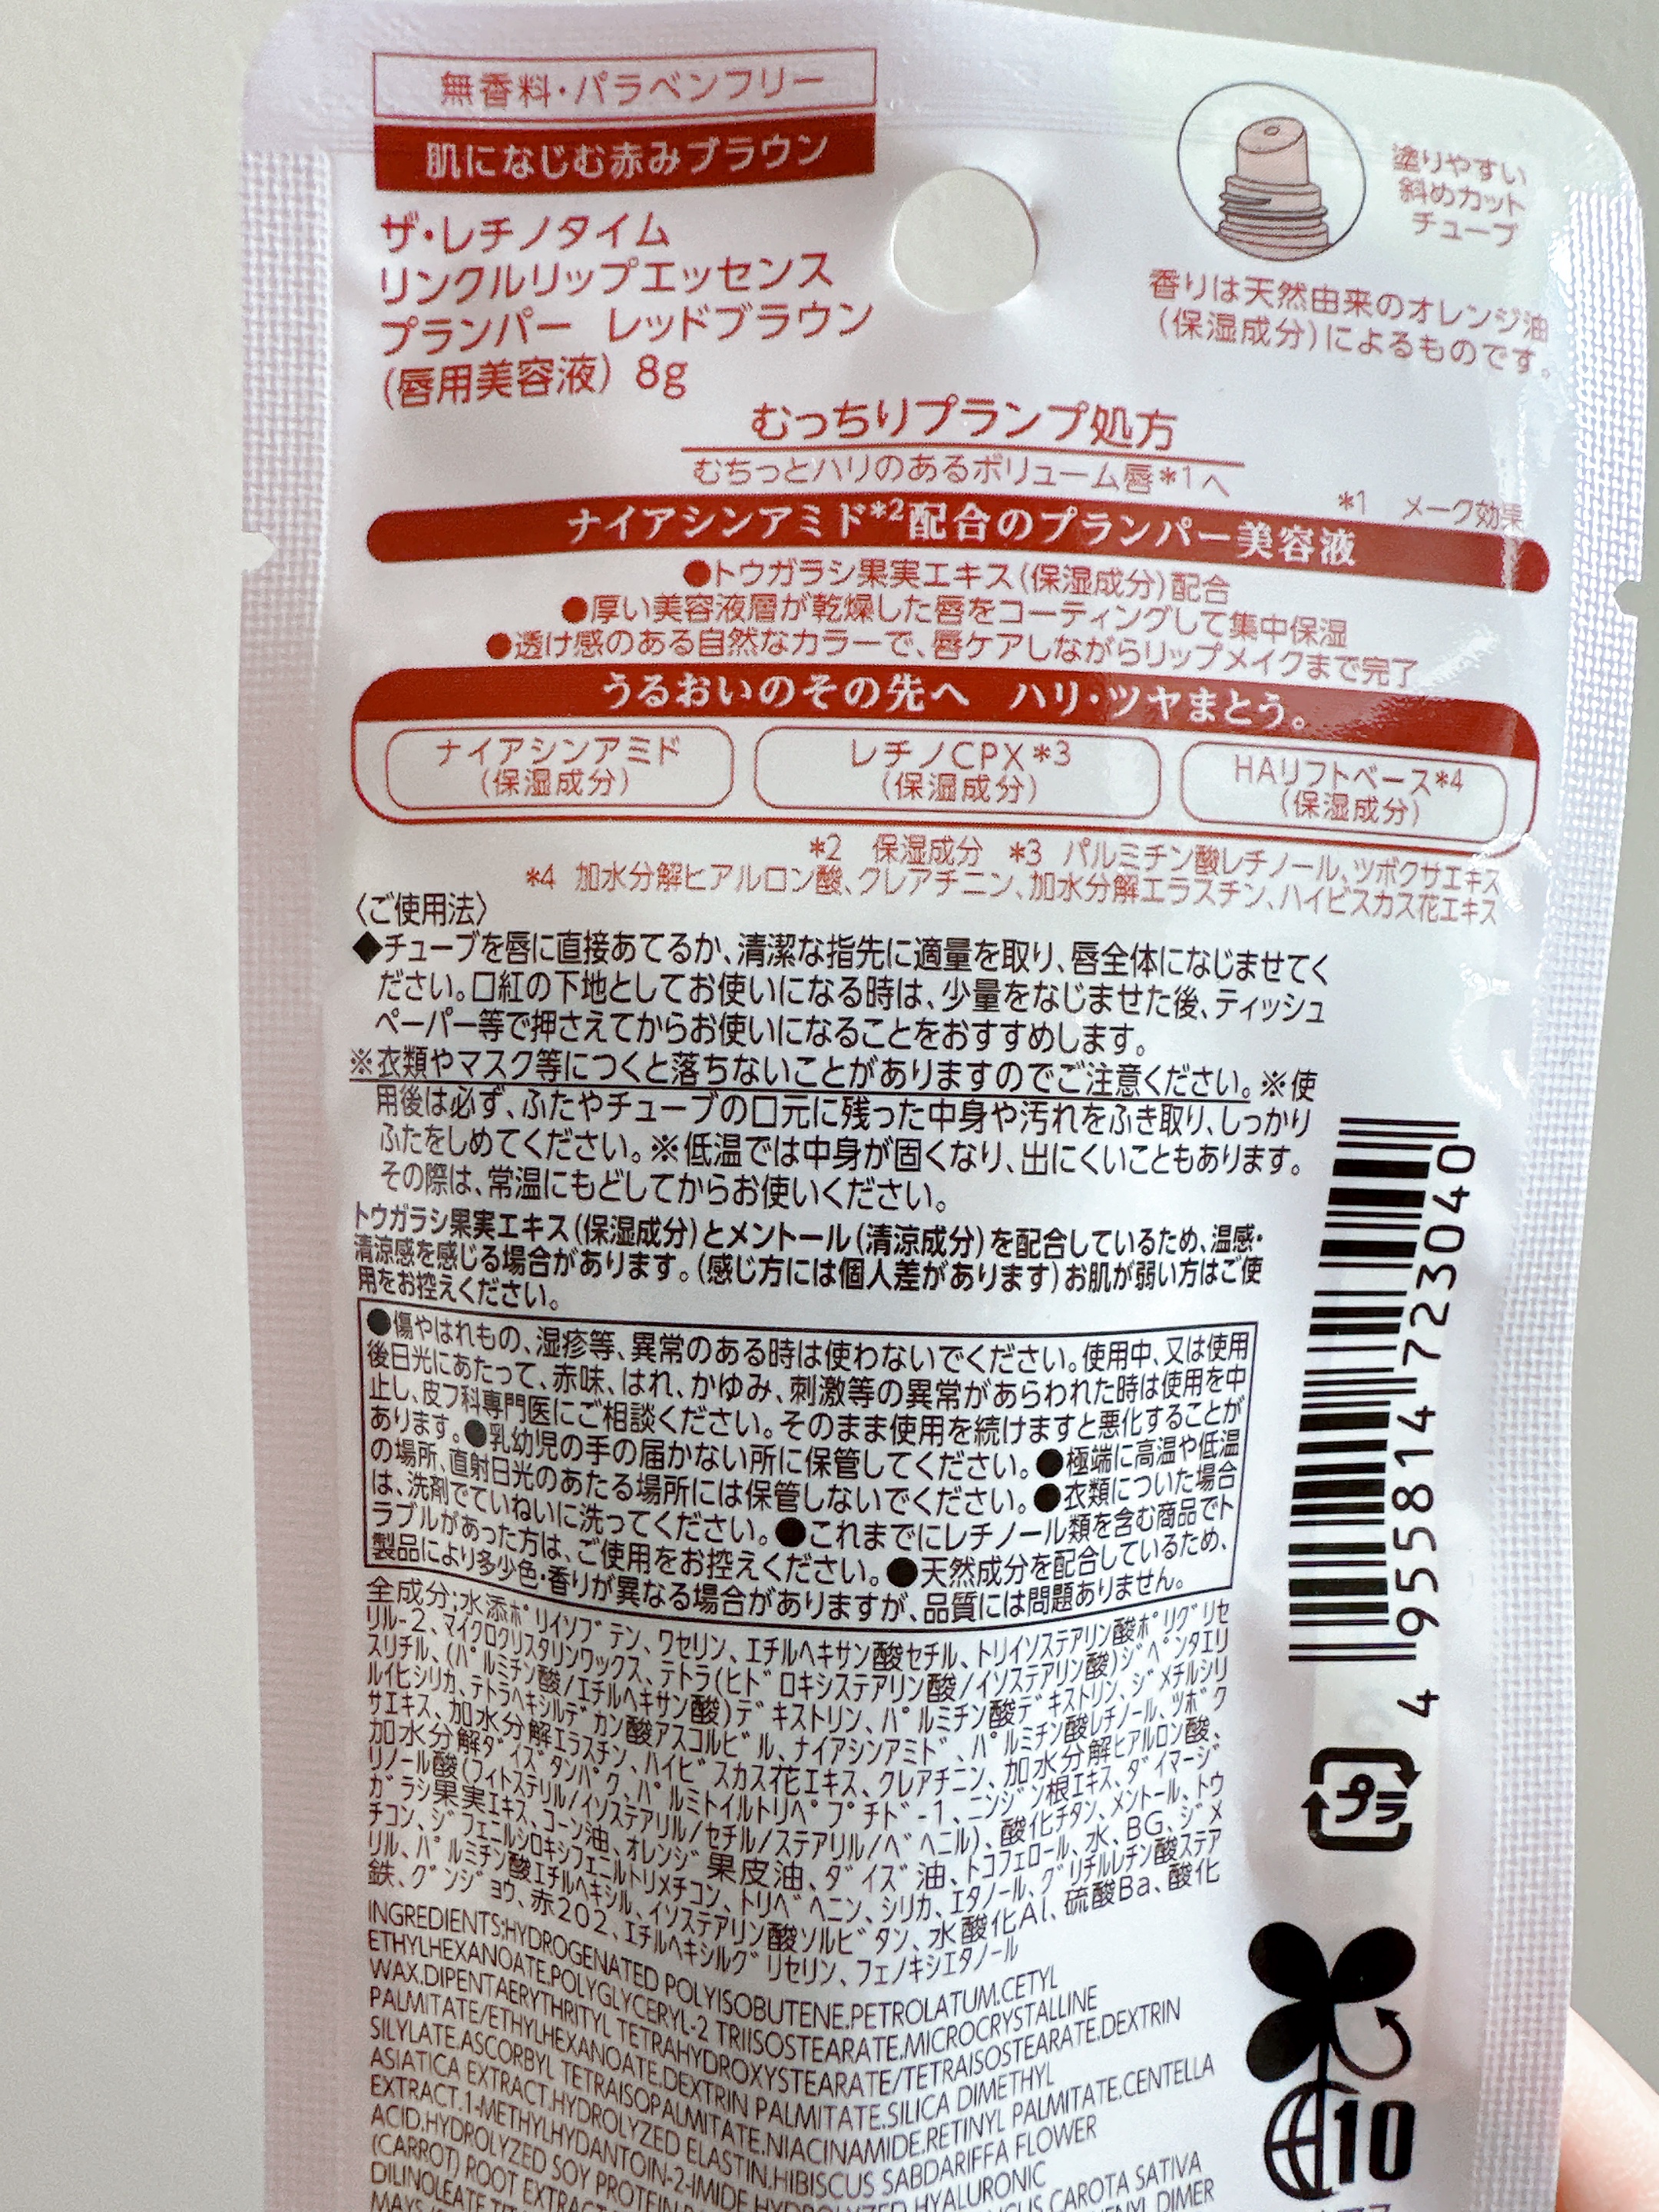 無香料・パラベンフリー
肌になじむ赤みブラウン
ザ・レチノタイム
リンクルリップエッセンス
プランパー レッドブラウン
(唇用美容液) 8g
塗りやすい
斜めカット
チューブ
香りは天然由来のオレンジ油
(保湿成分)によるものです。
むっちりプランプ処方
むちっとハリのあるボリューム唇*1へ
*1 メーク効果
ナイアシンアミド*2配合のプランパー美容液
●トウガラシ果実エキス(保湿成分)配合
●厚い美容液層が乾燥した唇をコーティングして集中保湿
●透け感のある自然なカラーで、唇ケアしながらリップメイクまで完了
うるおいのその先へ ハリ・ツヤまとう。
ナイアシンアミド
(保湿成分)
レチノCPX*3
(保湿成分)
HAリフトベース*4
(保湿成分)
*2 保湿成分 *3 パルミチン酸レチノール、ツボクサエキス
*4 加水分解ヒアルロン酸、クレアチニン、加水分解エラスチン、ハイビスカス花エキス
〈ご使用法〉
◆チューブを唇に直接あてるか、清潔な指先に適量を取り、唇全体になじませてく
ださい。口紅の下地としてお使いになる時は、少量をなじませた後、ティッシュ
ペーパー等で押さえてからお使いになることをおすすめします。
※衣類やマスク等につくと落ちないことがありますのでご注意ください。※使
用後は必ず、ふたやチューブの口元に残った中身や汚れをふき取り、しっかり
ふたをしめてください。※低温では中身が固くなり、出にくいこともあります。
その際は、常温にもどしてからお使いください。
トウガラシ果実エキス(保湿成分)とメントール(清涼成分)を配合しているため、温感・
清涼感を感じる場合があります。(感じ方には個人差があります)お肌が弱い方はご使
用をお控えください。
●傷やはれもの、湿疹等、異常のある時は使わないでください。使用中、又は使用
後日光にあたって、赤味、はれ、かゆみ、刺激等の異常があらわれた時は使用を中
止し、皮フ科専門医にご相談ください。そのまま使用を続けますと悪化することが
あります。●乳幼児の手の届かない所に保管してください。●極端に高温や低温
の場所、直射日光のあたる場所には保管しないでください。●衣類についた場合
は、洗剤でていねいに洗ってください。●これまでにレチノール類を含む商品でト
ラブルがあった方は、ご使用をお控えください。●天然成分を配合しているため、
製品により多少色・香りが異なる場合がありますが、品質には問題ありません。
全成分:水添ポリイソブテン、ワセリン、エチルヘキサン酸セチル、トリイソステアリン酸ポリグリセ
リル-2、マイクロクリスタリンワックス、テトラ(ヒドロキシステアリン酸/イソステアリン酸)ジペンタエリ
スリチル、(パルミチン酸/エチルヘキサン酸)デキストリン、パルミチン酸デキストリン、ジメチルシリ
ルイヒシリカ、テトラヘキシルデカン酸アスコルビル、ナイアシンアミド、パルミチン酸レチノール、ツボク
サエキス、加水分解エラスチン、ハイビスカス花エキス、クレアチニン、加水分解ヒアルロン酸、
加水分解ダイズタンパク、パルミトイルトリペプチド-1、ニンジン根エキス、ダイマージ
リノール酸(フィトステリル/イソステアリル/セチル/ステアリル/ベヘニル)、酸化チタン、メントール、トウ
ガラシ果実エキス、コーン油、オレンジ果皮油、ダイズ油、トコフェロール、水、BG、ジメ
チコン、ジフェニルシロキシフェニルトリメチコン、トリベヘニン、シリカ、エタノール、グリチルレチン酸ステア
リル、パルミチン酸エチルヘキシル、イソステアリン酸ソルビタン、水酸化Al、硫酸Ba、酸化
鉄、グンジョウ、赤202、エチルヘキシルグリセリン、フェノキシエタノール
INGREDIENTS:HYDROGENATED POLYISOBUTENE.PETROLATUM.CETYL
ETHYLHEXANOATE.POLYGLYCERYL-2 TRIISOSTEARATE.MICROCRYSTALLINE
WAX.DIPENTAERYTHRITYL TETRAHYDROXYSTEARATE/TETRAISOSTEARATE.DEXTRIN
PALMITATE/ETHYLHEXANOATE.DEXTRIN PALMITATE.SILICA DIMETHYL
SILYLATE.ASCORBYL TETRAISOPALMITATE.NIACINAMIDE.RETINYL PALMITATE.CENTELLA
ASIATICA EXTRACT.HYDROLYZED ELASTIN.HIBISCUS SABDARIFFA FLOWER
EXTRACT.1-METHYLHYDANTOIN-2-IMIDE.HYDROLYZED HYALURONIC
ACID.HYDROLYZED SOY PROTEIN
CAROTA SATIVA
(CARROT) ROOT EXTRACT
DIMER
DILINOLEATE
4 955814 723040
プラ
10